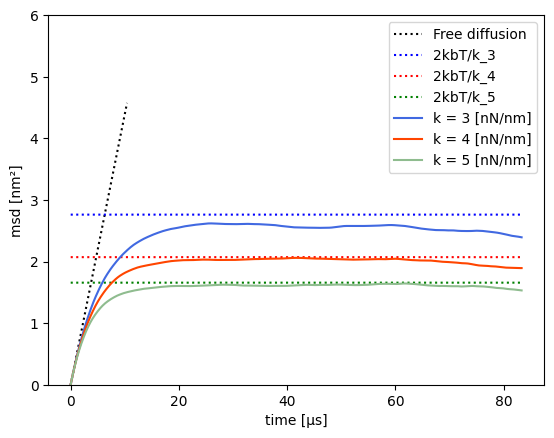 6
5
4
3
2
1
0
msd [nm²]
0
20
40
60
80
time [µs]
Free diffusion
2kbT/k_3
2kbT/k_4
2kbT/k_5
k = 3 [nN/nm]
k = 4 [nN/nm]
k = 5 [nN/nm]